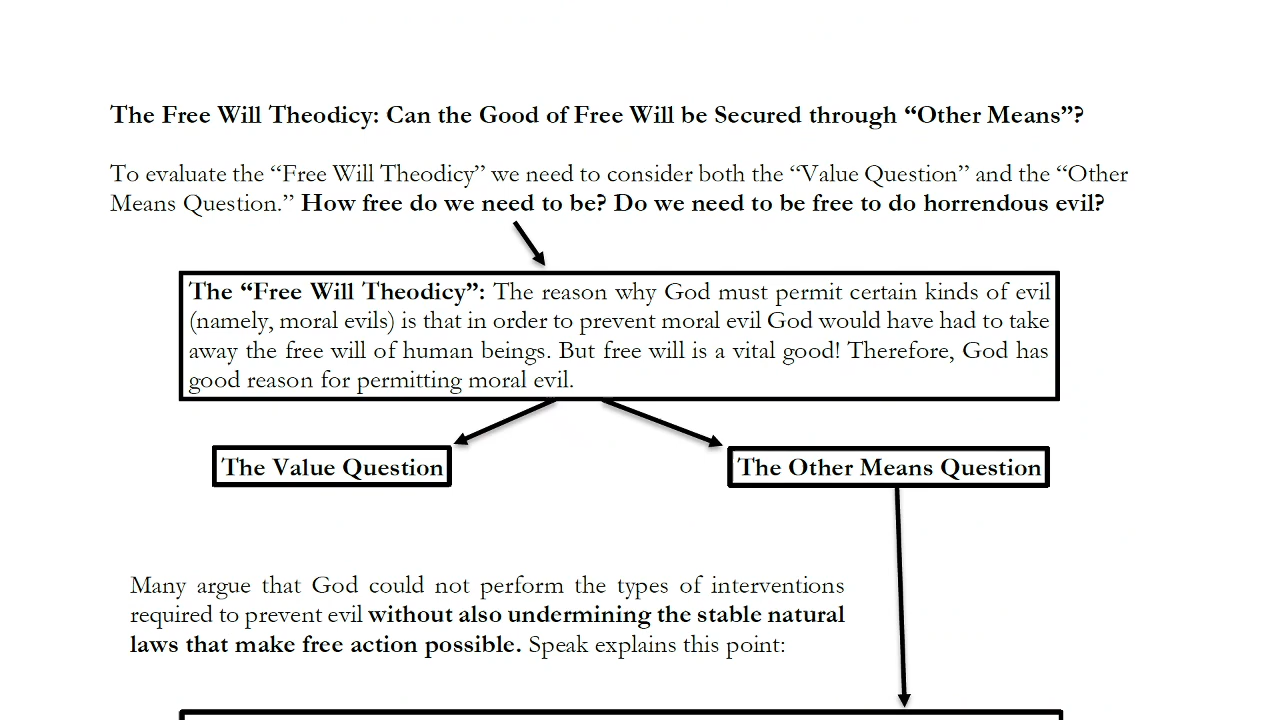 The Free Will Theodicy: Can the Good of Free Will be Secured through “Other Means”?
To evaluate the “Free Will Theodicy” we need to consider both the “Value Question” and the “Other
Means Question.” How free do we need to be? Do we need to be free to do horrendous evil?
The “Free Will Theodicy”: The reason why God must permit certain kinds of evil
(namely, moral evils) is that in order to prevent moral evil God would have had to take
away the free will of human beings. But free will is a vital good! Therefore, God has
good reason for permitting moral evil.
The Value Question
The Other Means Question
Many argue that God could not perform the types of interventions
required to prevent evil without also undermining the stable natural
laws that make free action possible. Speak explains this point: